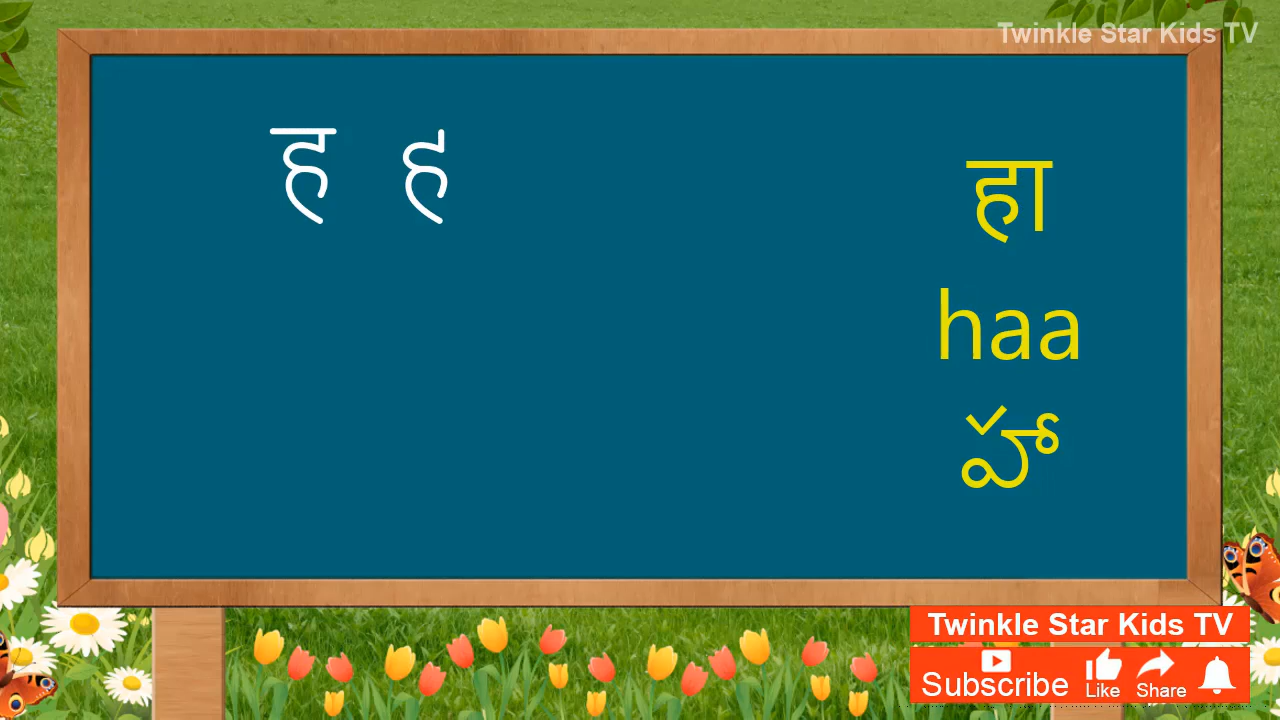 Twinkle Star Kids TV
ह ह
हा
haa
హా
Twinkle Star Kids TV
Subscribe Like Share